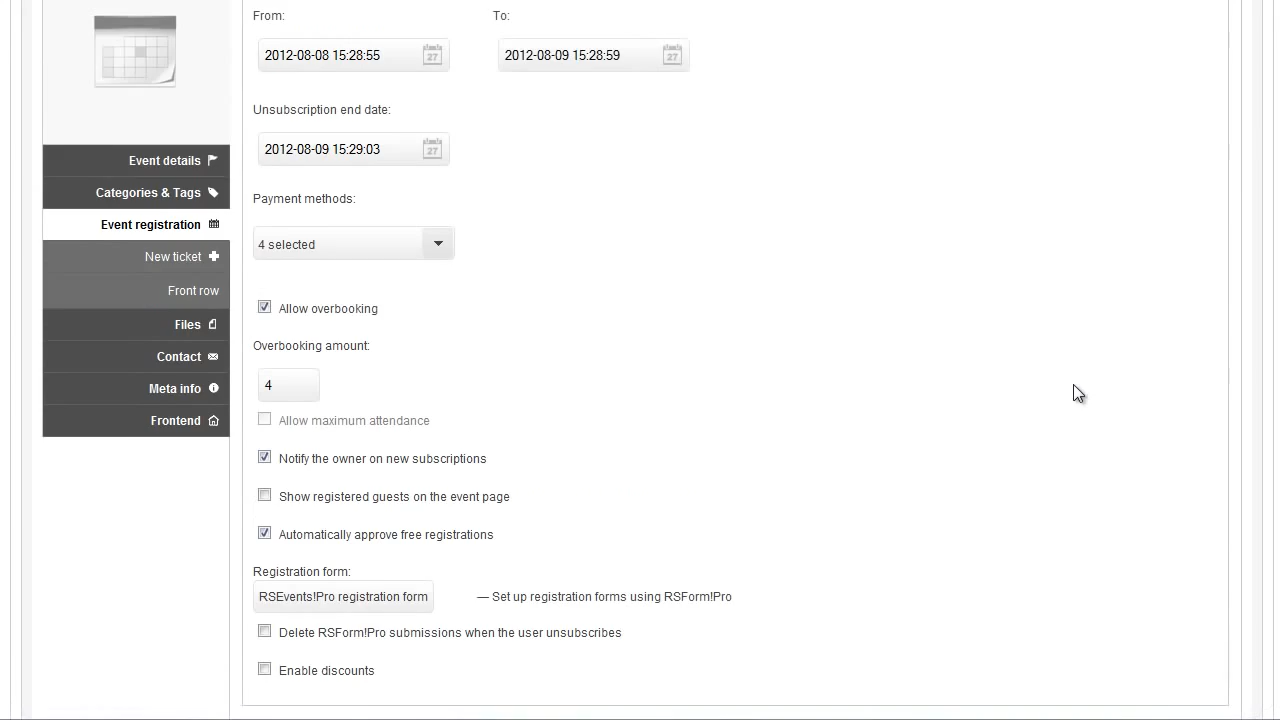 From:
To:
2012-08-08 15:28:55
27
2012-08-09 15:28:59
27
Unsubscription end date:
2012-08-09 15:29:03
27
Event details
Categories & Tags
Event registration
New ticket
Front row
Files
Contact
Meta info
Frontend
Payment methods:
4 selected
Allow overbooking
Overbooking amount:
4
Allow maximum attendance
Notify the owner on new subscriptions
Show registered guests on the event page
Automatically approve free registrations
Registration form:
RSEvents!Pro registration form
— Set up registration forms using RSForm!Pro
Delete RSForm!Pro submissions when the user unsubscribes
Enable discounts